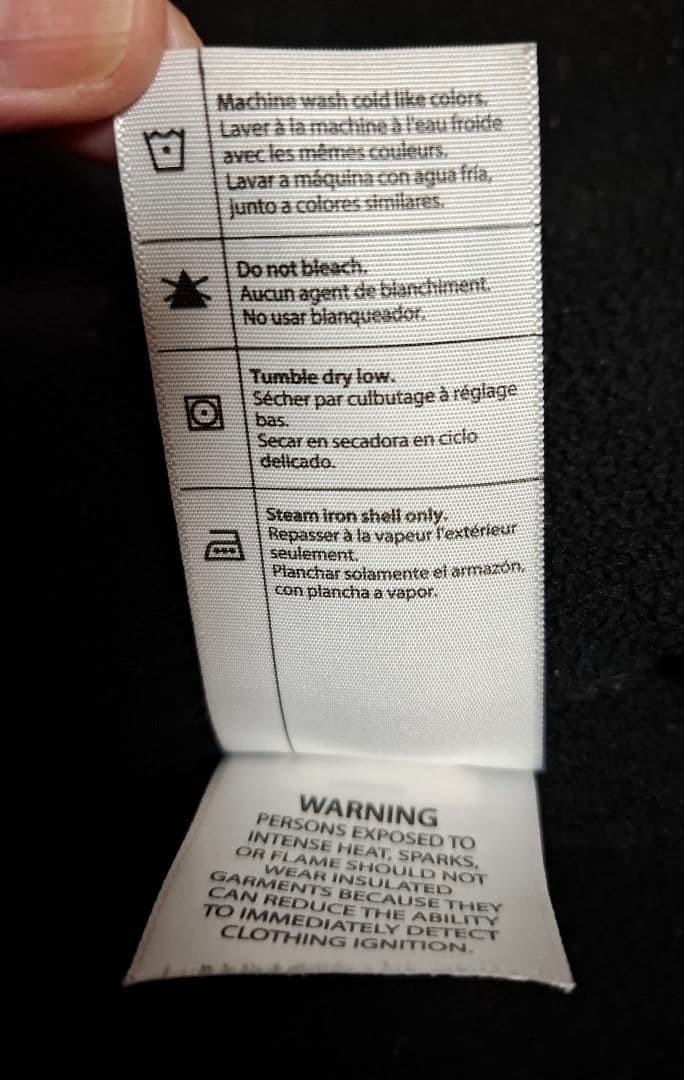 Machine wash cold like colors.
Laver à la machine à l'eau froide
avec les mêmes couleurs.
Lavar a máquina con agua fría,
junto a colores similares.
Do not bleach.
Aucun agent de blanchiment.
No usar blanqueador.
Tumble dry low.
Sécher par culbutage à réglage
bas.
Secar en secadora en ciclo
delicado.
Steam iron shell only.
Repasser à la vapeur l'extérieur
seulement.
Planchar solamente el armazón,
con plancha a vapor.
WARNING
PERSONS EXPOSED TO
INTENSE HEAT, SPARKS,
OR FLAME SHOULD NOT
WEAR INSULATED
GARMENTS BECAUSE THEY
CAN REDUCE THE ABILITY
TO IMMEDIATELY DETECT
CLOTHING IGNITION.